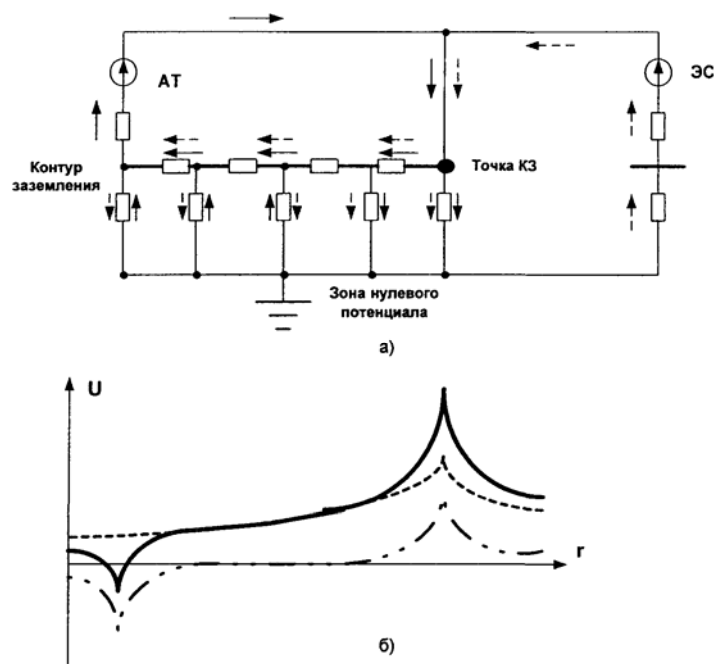 АТ
ЭС
Контур
заземления
Точка КЗ
Зона нулевого
потенциала
а)
U
r
б)